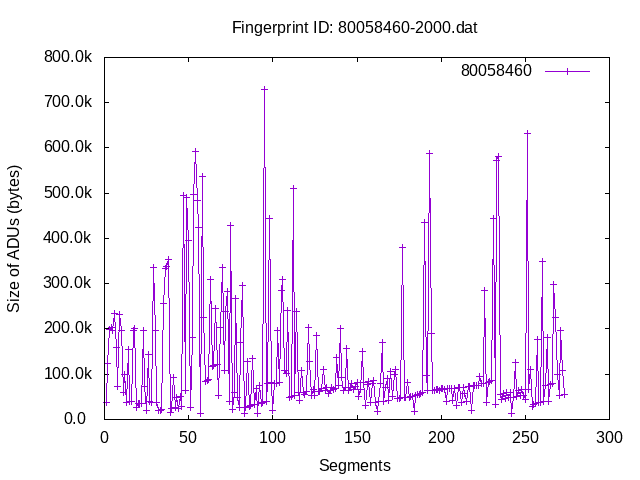 Fingerprint ID: 80058460-2000.dat
80058460
Size of ADUs (bytes)
800.0k
700.0k
600.0k
500.0k
400.0k
300.0k
200.0k
100.0k
0.0
0 50 100 150 200 250 300
Segments